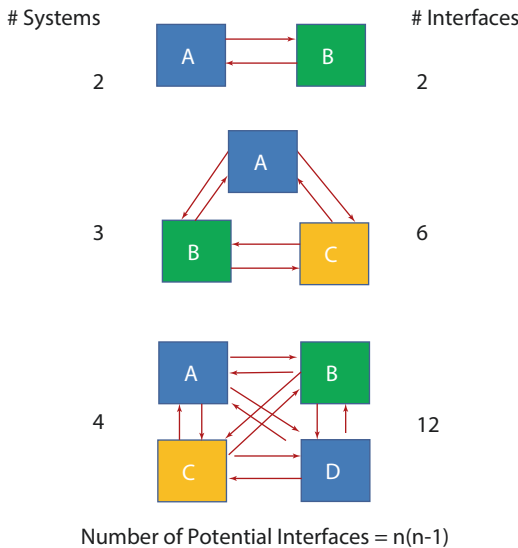 # Systems # Interfaces
A B
2 2
A
3 6
B C
A B
4 12
C D
Number of Potential Interfaces = n(n-1)